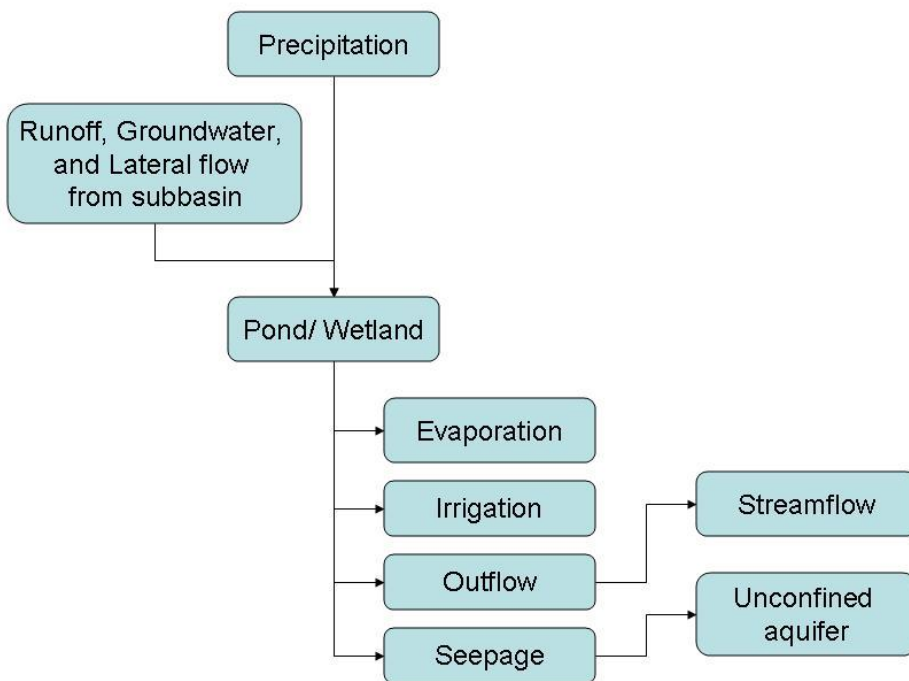 Precipitation
Runoff, Groundwater,
and Lateral flow
from subbasin
Pond/ Wetland
Evaporation
Irrigation
Streamflow
Outflow
Unconfined
aquifer
Seepage